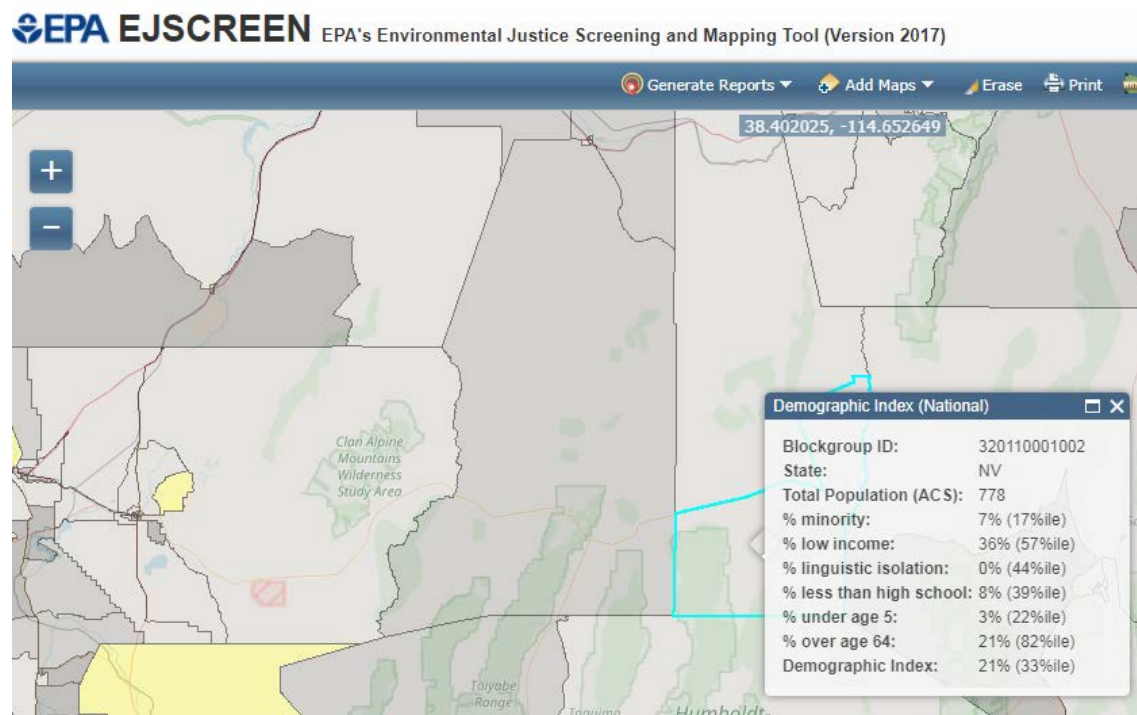 EPA EJSCREEN EPA's Environmental Justice Screening and Mapping Tool (Version 2017)
Generate Reports Add Maps Erase Print
38.402025, -114.652649
+
−
Clan Alpine
Mountains
Wilderness
Study Area
Demographic Index (National)
Blockgroup ID: 320110001002
State: NV
Total Population (ACS): 778
% minority: 7% (17%ile)
% low income: 36% (57%ile)
% linguistic isolation: 0% (44%ile)
% less than high school: 8% (39%ile)
% under age 5: 3% (22%ile)
% over age 64: 21% (82%ile)
Demographic Index: 21% (33%ile)
Toiyabe
Range
Toquima
Humboldt-